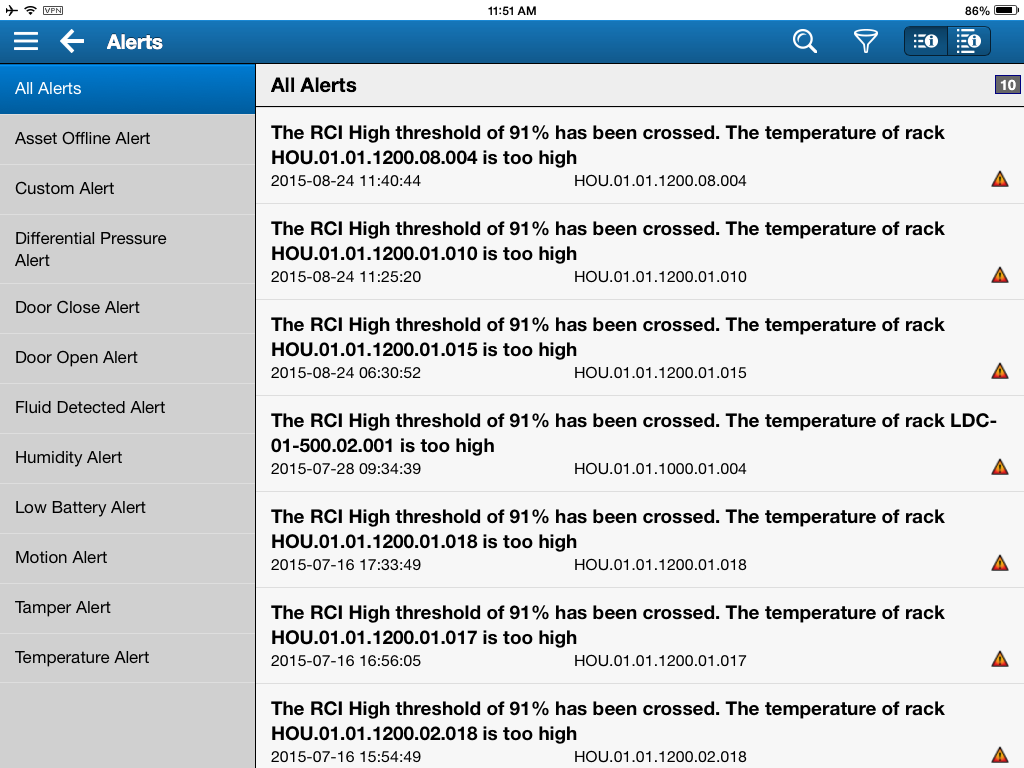 VPN
11:51 AM
86%
Alerts
All Alerts
Asset Offline Alert
Custom Alert
Differential Pressure
Alert
Door Close Alert
Door Open Alert
Fluid Detected Alert
Humidity Alert
Low Battery Alert
Motion Alert
Tamper Alert
Temperature Alert
All Alerts
10
The RCI High threshold of 91% has been crossed. The temperature of rack
HOU.01.01.1200.08.004 is too high
2015-08-24 11:40:44 HOU.01.01.1200.08.004
The RCI High threshold of 91% has been crossed. The temperature of rack
HOU.01.01.1200.01.010 is too high
2015-08-24 11:25:20 HOU.01.01.1200.01.010
The RCI High threshold of 91% has been crossed. The temperature of rack
HOU.01.01.1200.01.015 is too high
2015-08-24 06:30:52 HOU.01.01.1200.01.015
The RCI High threshold of 91% has been crossed. The temperature of rack LDC-
01-500.02.001 is too high
2015-07-28 09:34:39 HOU.01.01.1000.01.004
The RCI High threshold of 91% has been crossed. The temperature of rack
HOU.01.01.1200.01.018 is too high
2015-07-16 17:33:49 HOU.01.01.1200.01.018
The RCI High threshold of 91% has been crossed. The temperature of rack
HOU.01.01.1200.01.017 is too high
2015-07-16 16:56:05 HOU.01.01.1200.01.017
The RCI High threshold of 91% has been crossed. The temperature of rack
HOU.01.01.1200.02.018 is too high
2015-07-16 15:54:49 HOU.01.01.1200.02.018